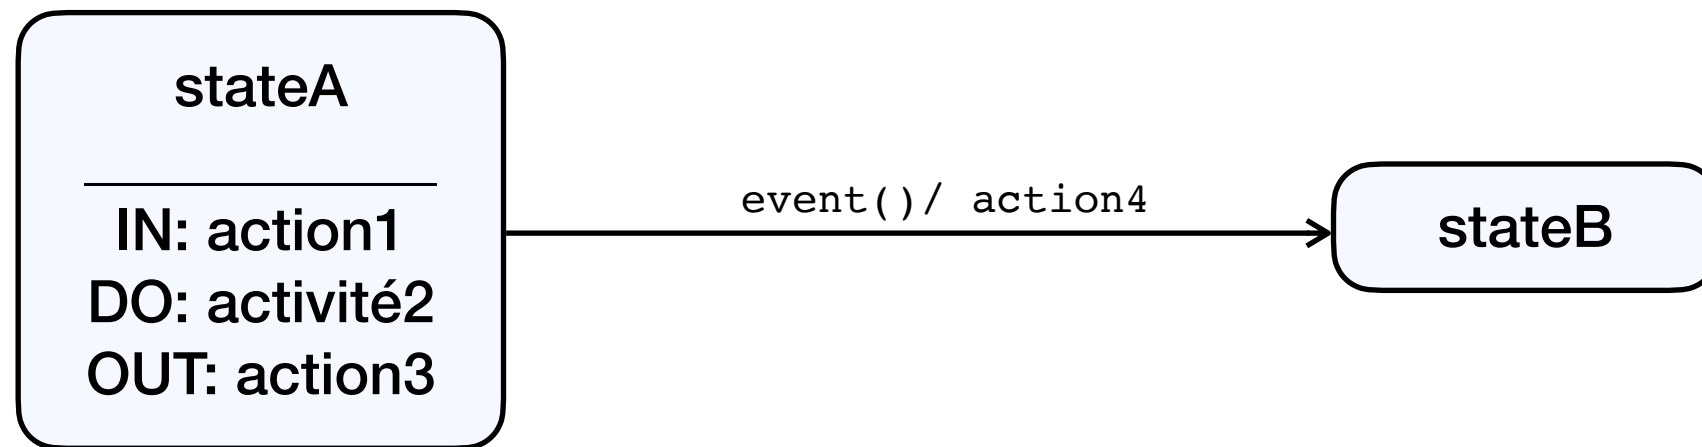 stateA
IN: action1
DO: activité2
OUT: action3
event()/ action4
stateB